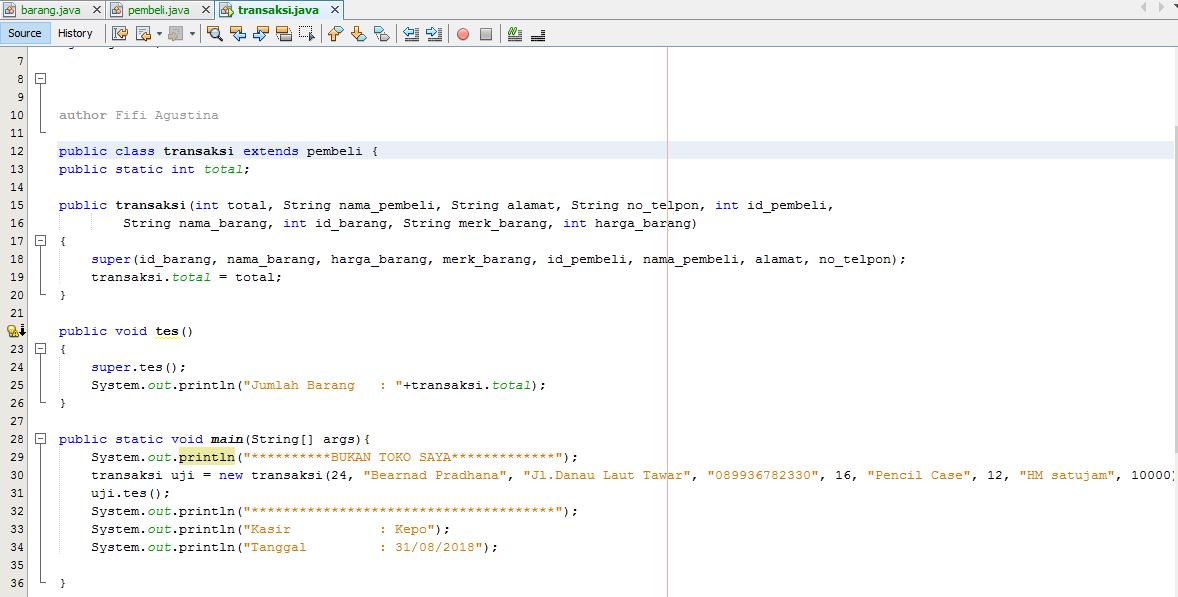 barang.java pembeli.java transaksi.java
Source History
7
8
9
10 author Fifi Agustina
11
12 public class transaksi extends pembeli {
13 public static int total;
14
15 public transaksi(int total, String nama_pembeli, String alamat, String no_telpon, int id_pembeli,
16 String nama_barang, int id_barang, String merk_barang, int harga_barang)
17 {
18 super(id_barang, nama_barang, harga_barang, merk_barang, id_pembeli, nama_pembeli, alamat, no_telpon);
19 transaksi.total = total;
20 }
21
public void tes()
23 {
24 super.tes();
25 System.out.println("Jumlah Barang   : "+transaksi.total);
26 }
27
28 public static void main(String[] args){
29 System.out.println("**********BUKAN TOKO SAYA*************");
30 transaksi uji = new transaksi(24, "Bearnad Pradhana", "Jl.Danau Laut Tawar", "089936782330", 16, "Pencil Case", 12, "HM satujam", 10000)
31 uji.tes();
32 System.out.println("**************************************");
33 System.out.println("Kasir           : Kepo");
34 System.out.println("Tanggal         : 31/08/2018");
35
36 }